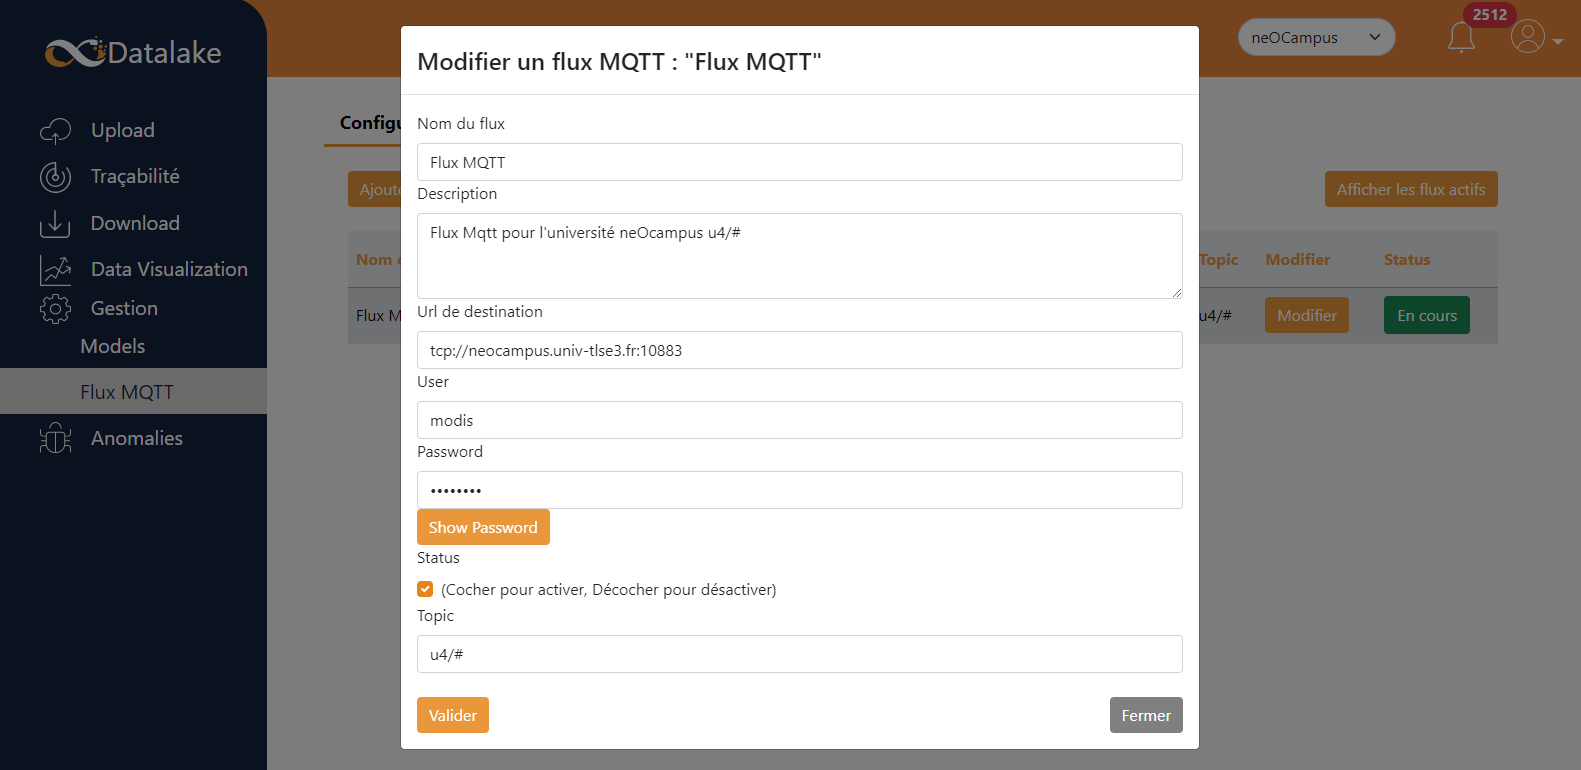 Datalake
neOCampus
2512
Upload
Traçabilité
Download
Data Visualization
Gestion
Models
Flux MQTT
Anomalies
Modifier un flux MQTT : "Flux MQTT"
Nom du flux
Flux MQTT
Description
Flux Mqtt pour l'université neOcampus u4/#
Url de destination
tcp://neocampus.univ-tlse3.fr:10883
User
modis
Password
••••••••
Show Password
Status
(Cocher pour activer, Décocher pour désactiver)
Topic
u4/#
Valider
Fermer
Configu
Ajoute
Afficher les flux actifs
Nom
Topic
Modifier
Status
Flux M
u4/#
Modifier
En cours